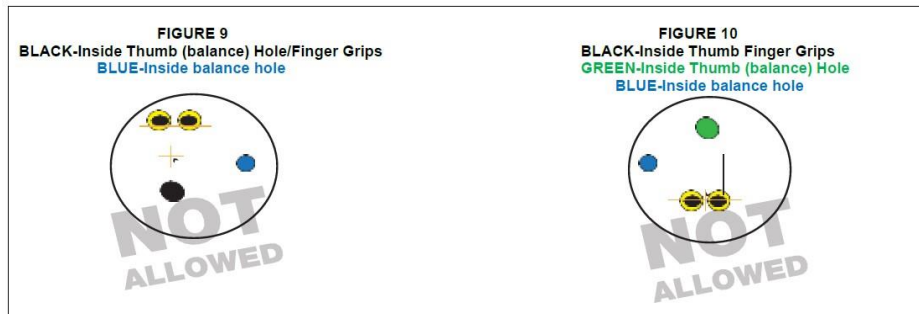 FIGURE 9
BLACK-Inside Thumb (balance) Hole/Finger Grips
BLUE-Inside balance hole
NOT
ALLOWED
FIGURE 10
BLACK-Inside Thumb Finger Grips
GREEN-Inside Thumb (balance) Hole
BLUE-Inside balance hole
NOT
ALLOWED